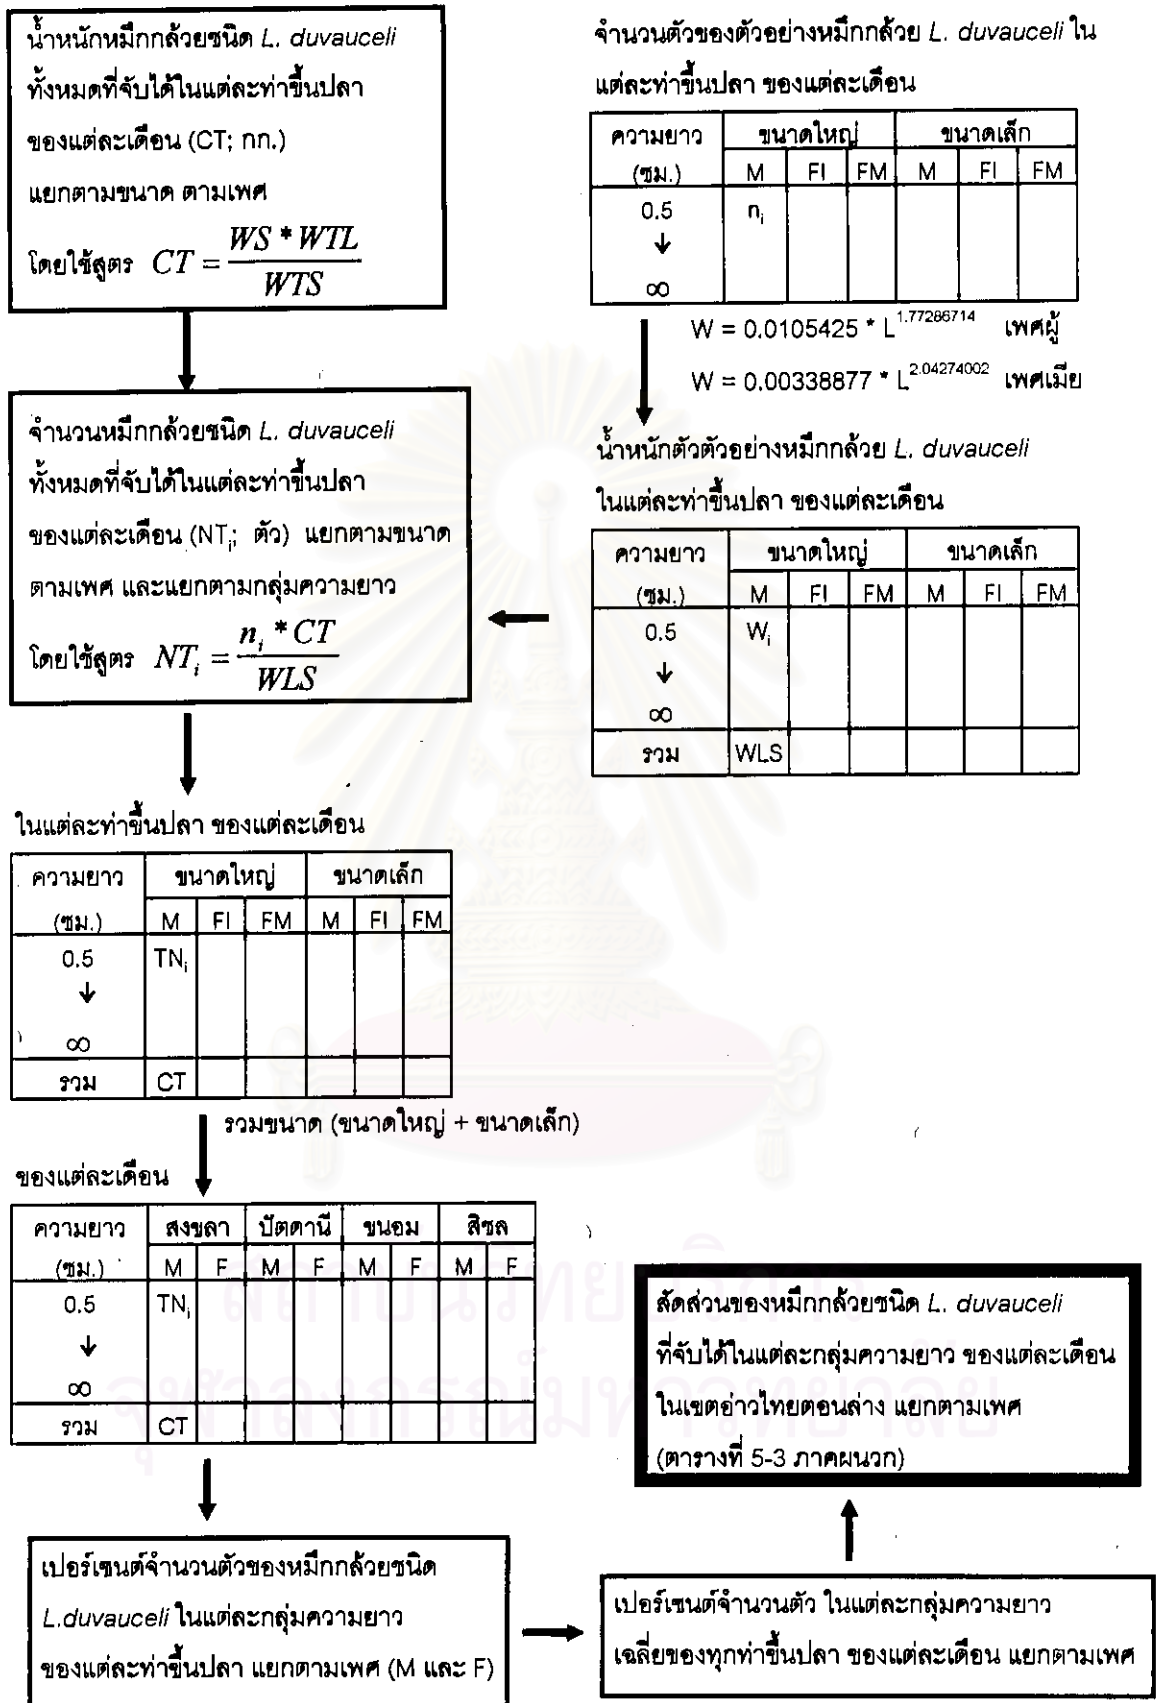 น้ำหนักหมึกกล้วยชนิด L. duvauceli
ทั้งหมดที่จับได้ในแต่ละท่าขึ้นปลา
ของแต่ละเดือน (CT; กก.)
แยกตามขนาด ตามเพศ
โดยใช้สูตร CT = WS * WTL / WTS
จำนวนตัวของตัวอย่างหมึกกล้วย L. duvauceli ใน
แต่ละท่าขึ้นปลา ของแต่ละเดือน
ความยาว ขนาดใหญ่ ขนาดเล็ก
(ซม.) M FI FM M FI FM
0.5 nᵢ
↓
∞
W = 0.0105425 * L^1.77286714 เพศผู้
W = 0.00338877 * L^2.04274002 เพศเมีย
จำนวนหมึกกล้วยชนิด L. duvauceli
ทั้งหมดที่จับได้ในแต่ละท่าขึ้นปลา
ของแต่ละเดือน (NTᵢ; ตัว) แยกตามขนาด
ตามเพศ และแยกตามกลุ่มความยาว
โดยใช้สูตร NTᵢ = nᵢ * CT / WLS
น้ำหนักตัวตัวอย่างหมึกกล้วย L. duvauceli
ในแต่ละท่าขึ้นปลา ของแต่ละเดือน
ความยาว ขนาดใหญ่ ขนาดเล็ก
(ซม.) M FI FM M FI FM
0.5 Wᵢ
↓
∞
รวม WLS
ในแต่ละท่าขึ้นปลา ของแต่ละเดือน
ความยาว ขนาดใหญ่ ขนาดเล็ก
(ซม.) M FI FM M FI FM
0.5 TNᵢ
↓
∞
รวม CT
รวมขนาด (ขนาดใหญ่ + ขนาดเล็ก)
ของแต่ละเดือน
ความยาว สงขลา ปัตตานี ขนอม สิชล
(ซม.) M F M F M F M F
0.5 TNᵢ
↓
∞
รวม CT
สถาบันวิทยบริการ
จุฬาลงกรณ์มหาวิทยาลัย
สัดส่วนของหมึกกล้วยชนิด L. duvauceli
ที่จับได้ในแต่ละกลุ่มความยาว ของแต่ละเดือน
ในเขตอ่าวไทยตอนล่าง แยกตามเพศ
(ตารางที่ 5-3 ภาคผนวก)
เปอร์เซนต์จำนวนตัวของหมึกกล้วยชนิด
L.duvauceli ในแต่ละกลุ่มความยาว
ของแต่ละท่าขึ้นปลา แยกตามเพศ (M และ F)
เปอร์เซนต์จำนวนตัว ในแต่ละกลุ่มความยาว
เฉลี่ยของทุกท่าขึ้นปลา ของแต่ละเดือน แยกตามเพศ